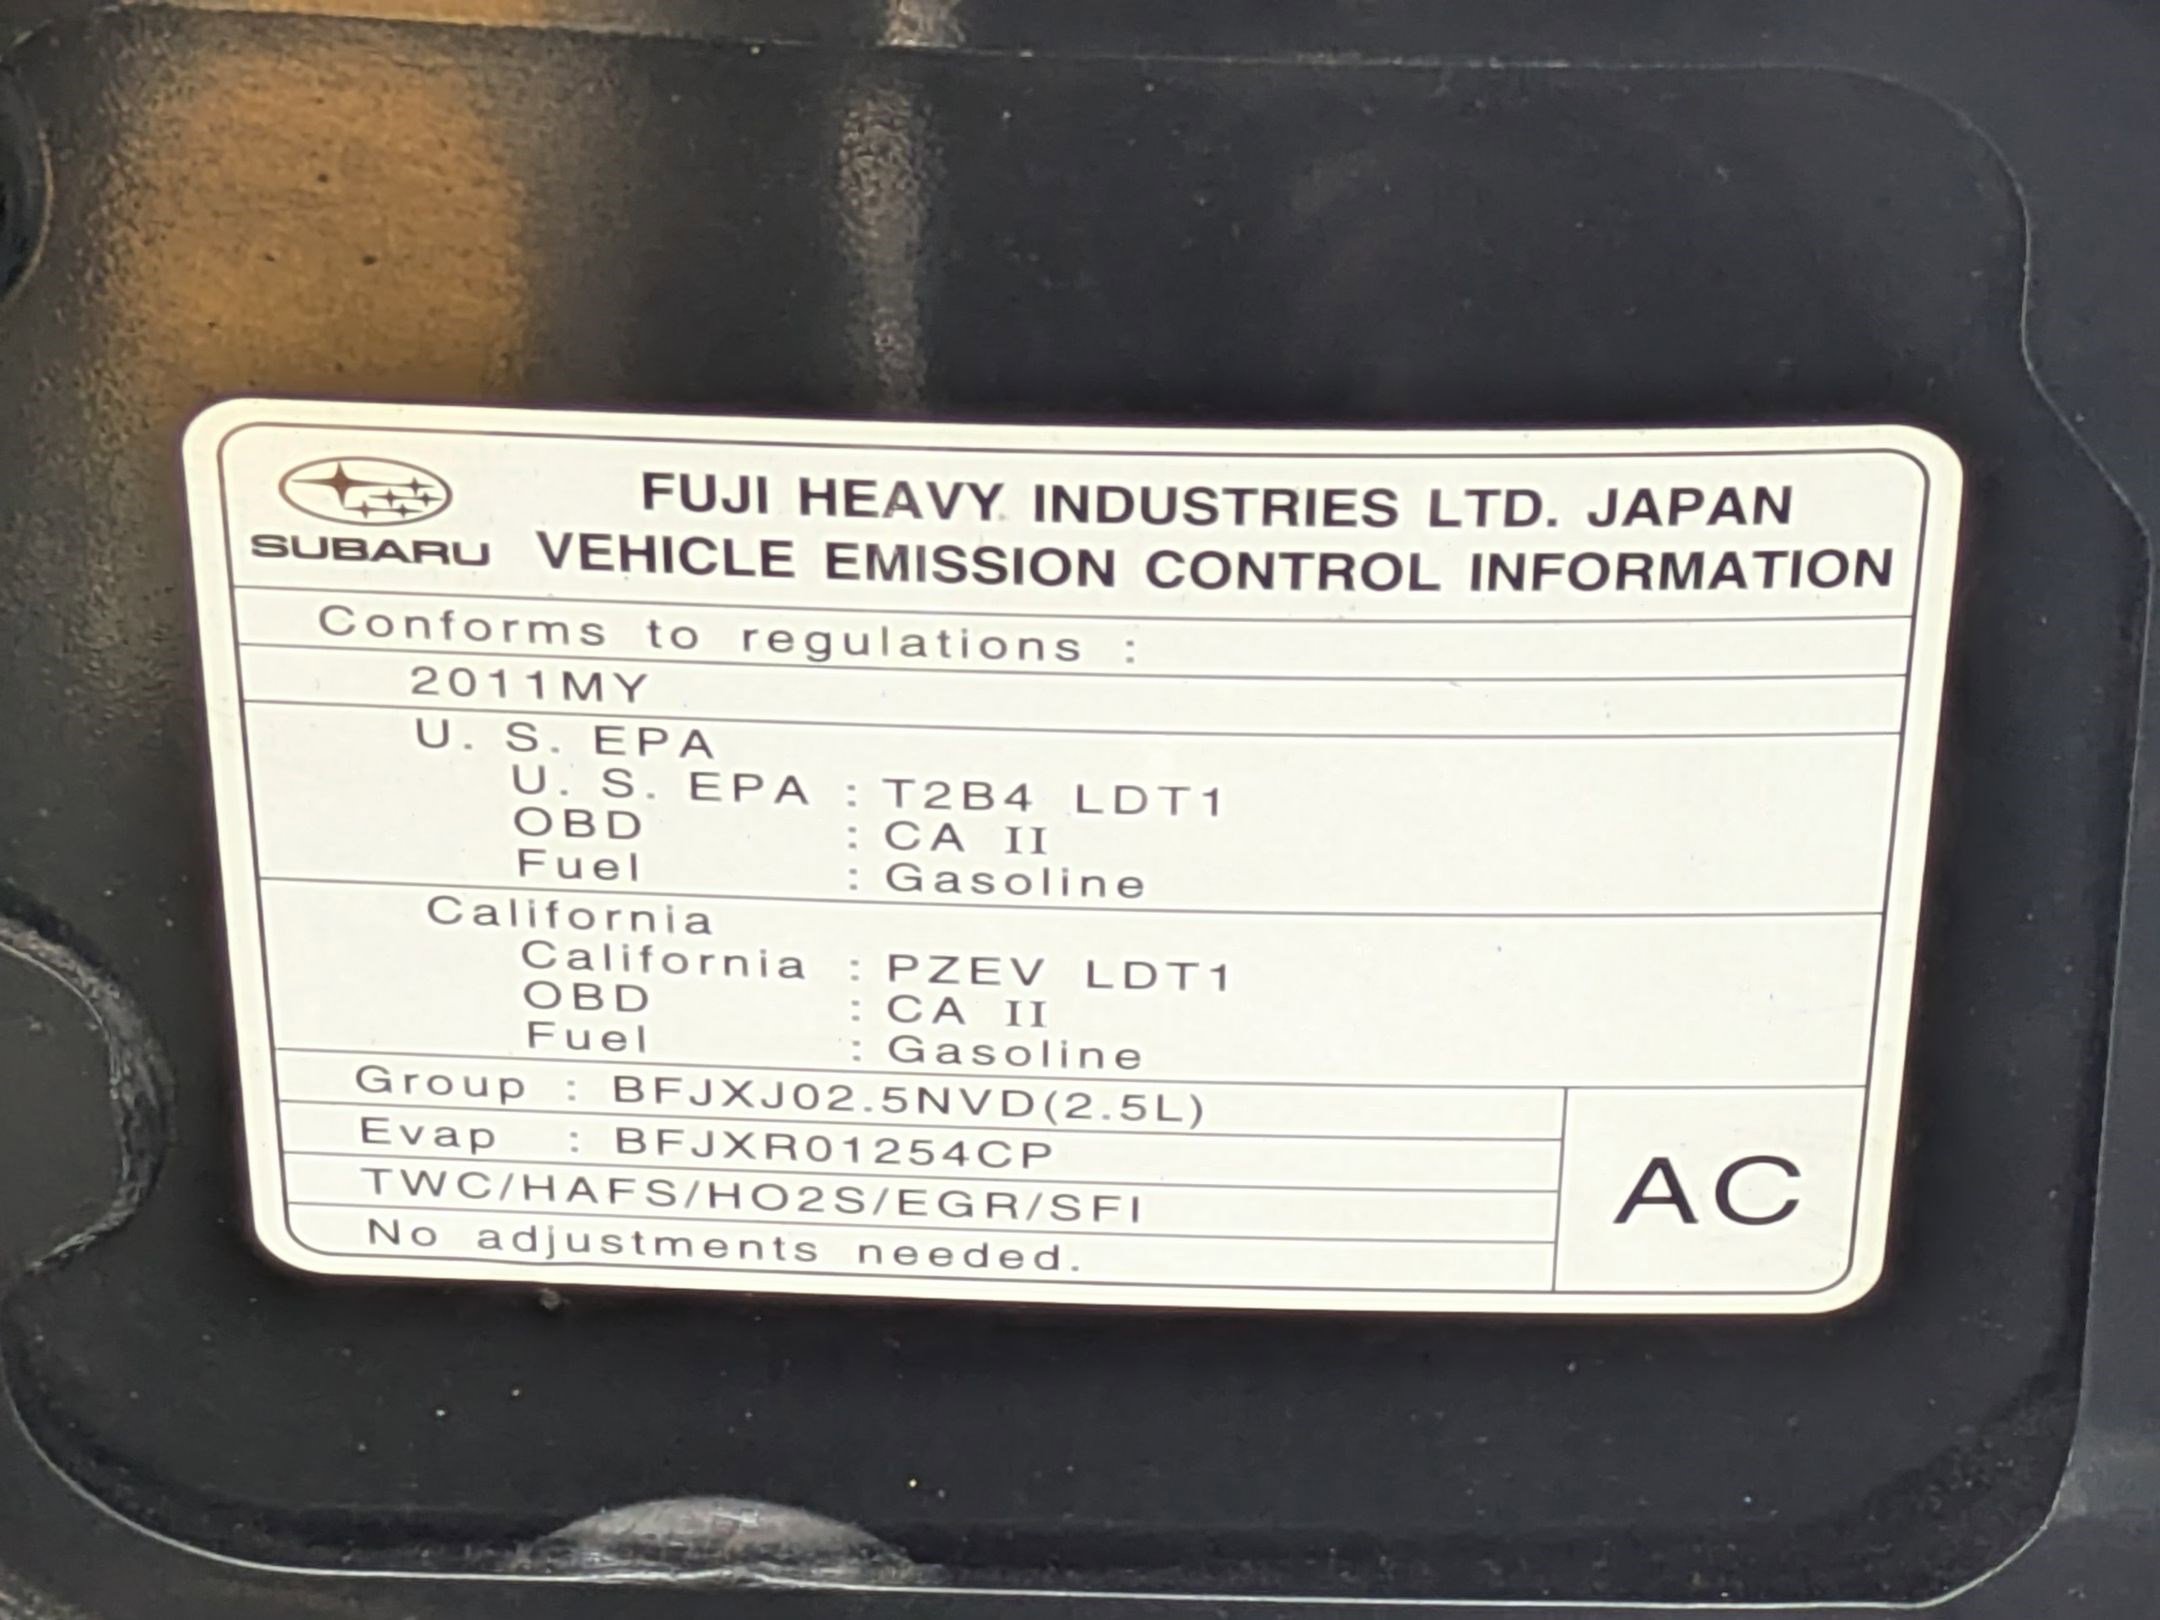 FUJI HEAVY INDUSTRIES LTD. JAPAN
SUBARU VEHICLE EMISSION CONTROL INFORMATION
Conforms to regulations :
2011MY
U. S. EPA
U. S. EPA : T2B4 LDT1
OBD : CA II
Fuel : Gasoline
California
California : PZEV LDT1
OBD : CA II
Fuel : Gasoline
Group : BFJXJ02.5NVD(2.5L)
Evap : BFJXR01254CP
TWC/HAFS/HO2S/EGR/SFI
No adjustments needed.
AC